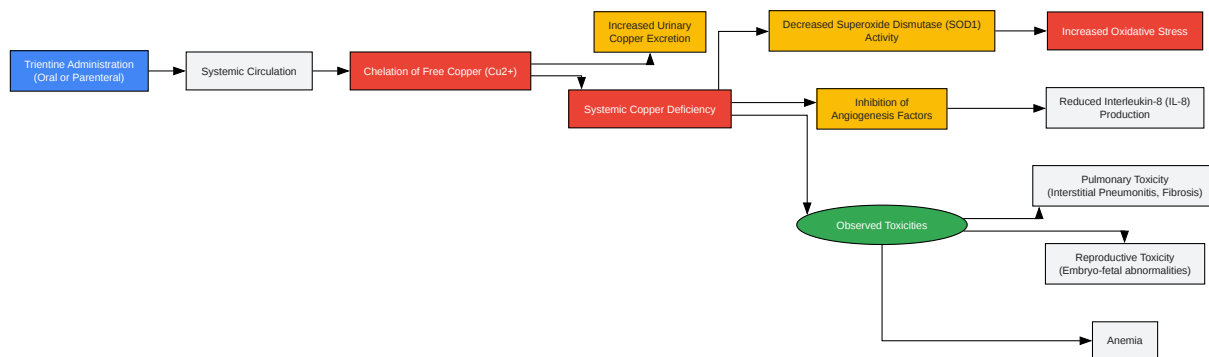 Trientine Administration
(Oral or Parenteral)
Systemic Circulation
Chelation of Free Copper (Cu2+)
Increased Urinary
Copper Excretion
Systemic Copper Deficiency
Decreased Superoxide Dismutase (SOD1)
Activity
Increased Oxidative Stress
Inhibition of
Angiogenesis Factors
Reduced Interleukin-8 (IL-8)
Production
Observed Toxicities
Pulmonary Toxicity
(Interstitial Pneumonitis, Fibrosis)
Reproductive Toxicity
(Embryo-fetal abnormalities)
Anemia